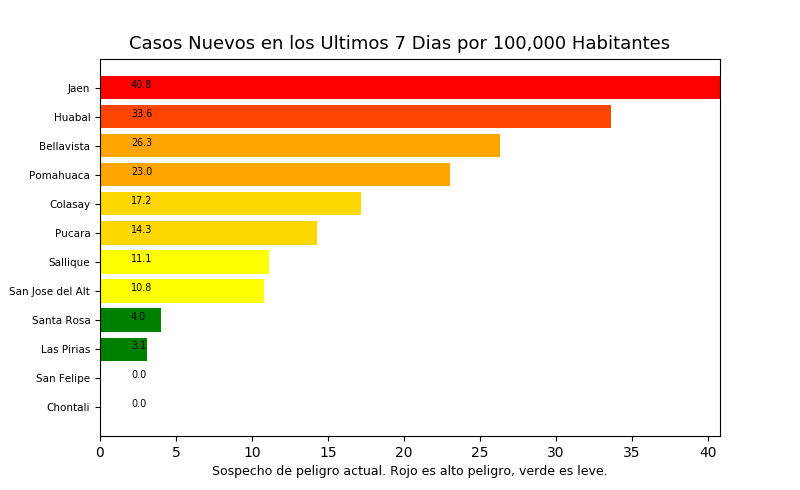 Casos Nuevos en los Ultimos 7 Dias por 100,000 Habitantes
Jaen 40.8
Huabal 33.6
Bellavista 26.3
Pomahuaca 23.0
Colasay 17.2
Pucara 14.3
Sallique 11.1
San Jose del Alt 10.8
Santa Rosa 4.0
Las Pirias 3.1
San Felipe 0.0
Chontali 0.0
0 5 10 15 20 25 30 35 40
Sospecho de peligro actual. Rojo es alto peligro, verde es leve.